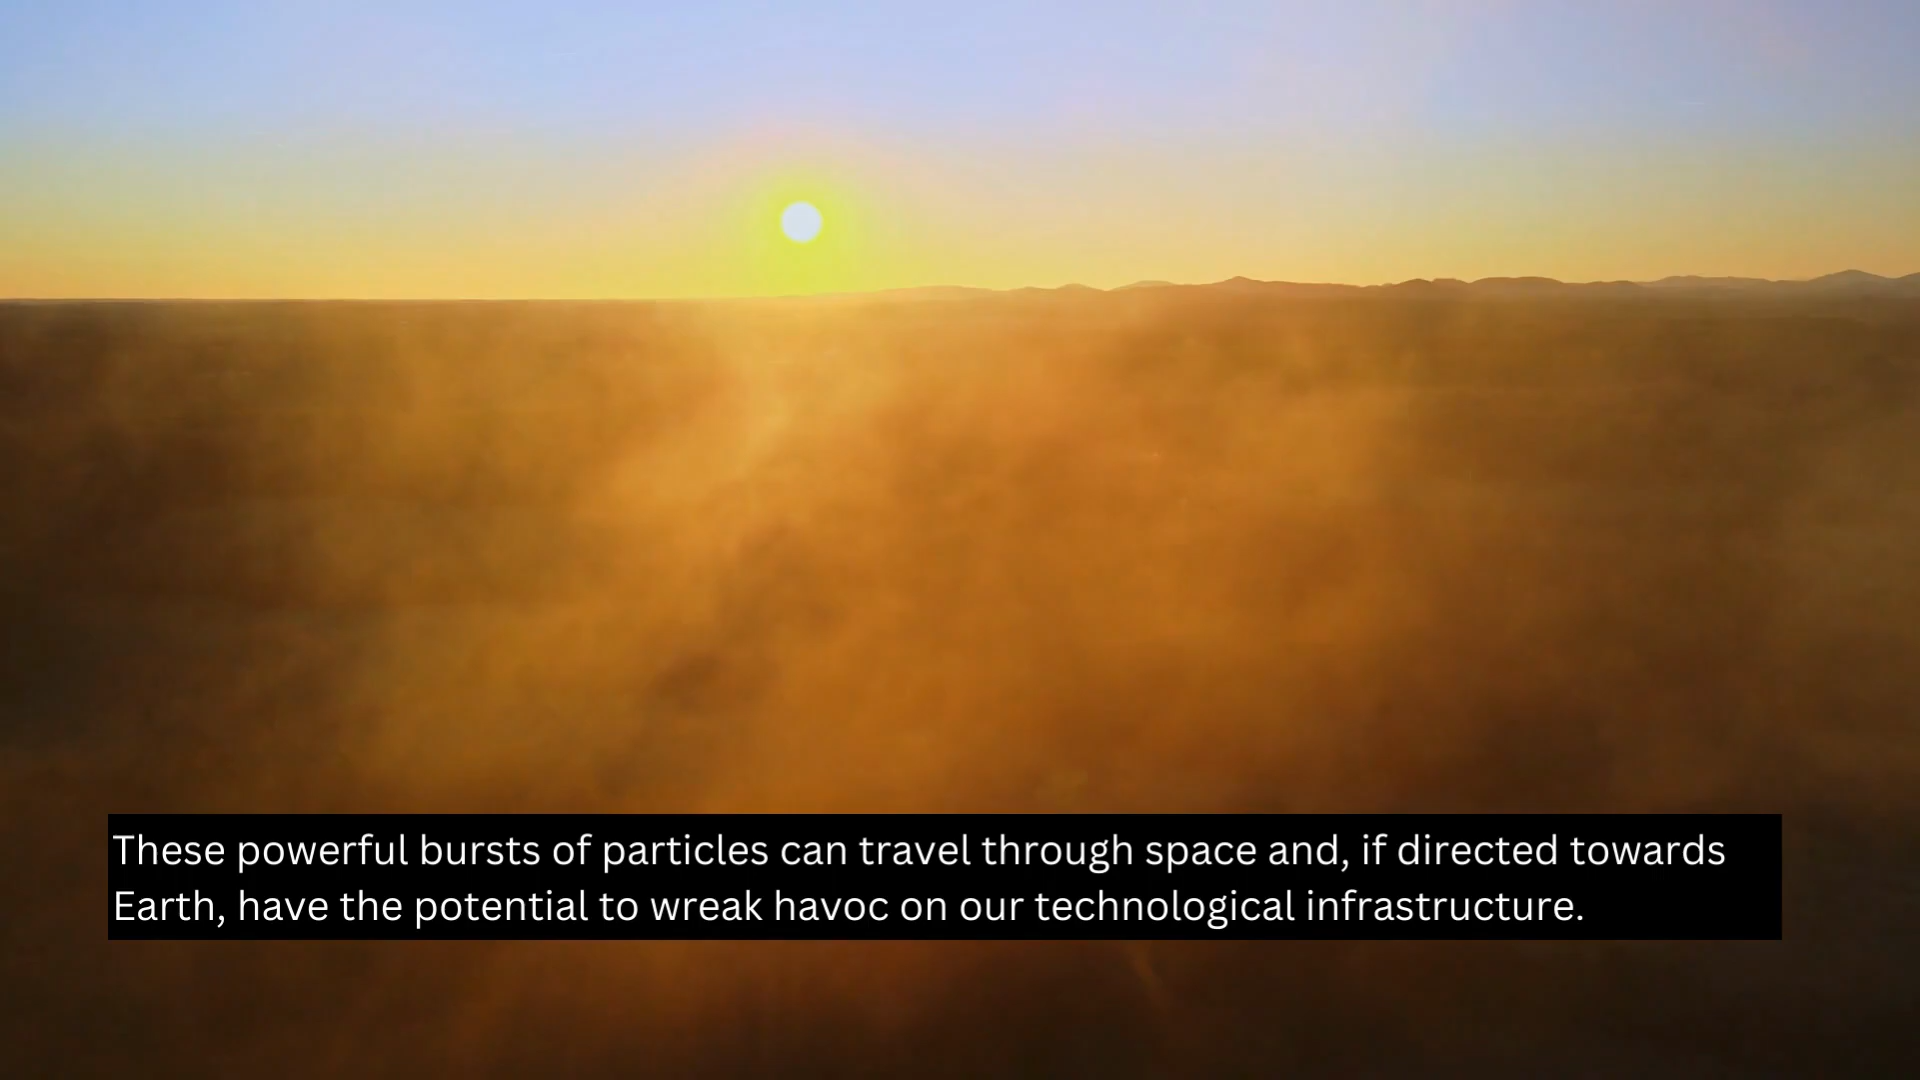 These powerful bursts of particles can travel through space and, if directed towards
Earth, have the potential to wreak havoc on our technological infrastructure.